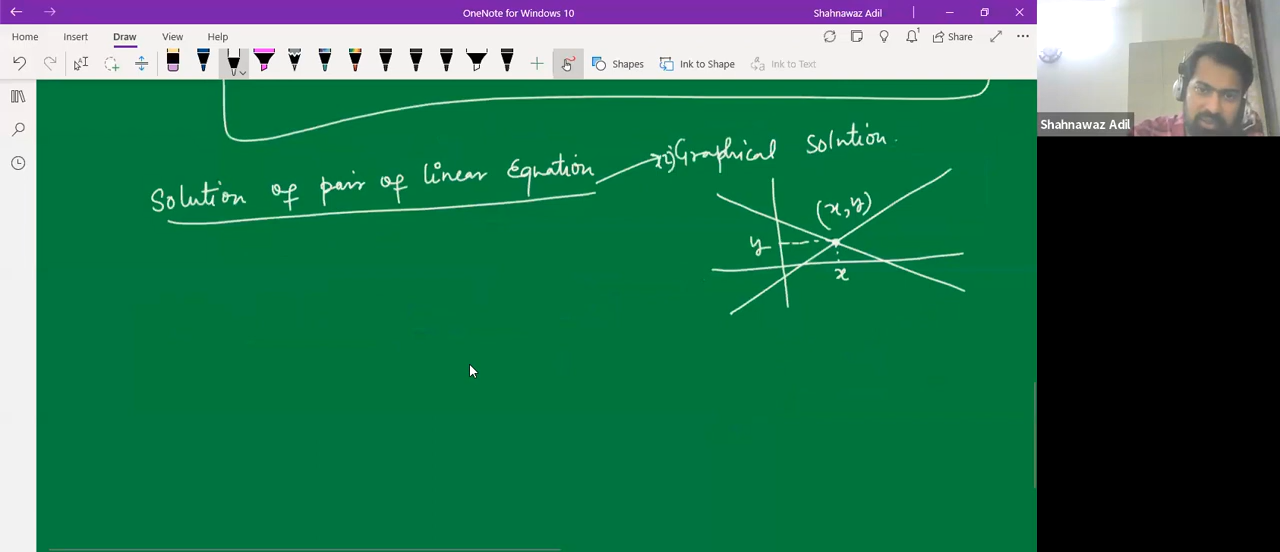 OneNote for Windows 10
Shahnawaz Adil
Home Insert Draw View Help
1 Share
Shapes Ink to Shape Ink to Text
Shahnawaz Adil
i) Graphical Solution.
Solution of pair of linear Equation
(x, y)
y
x